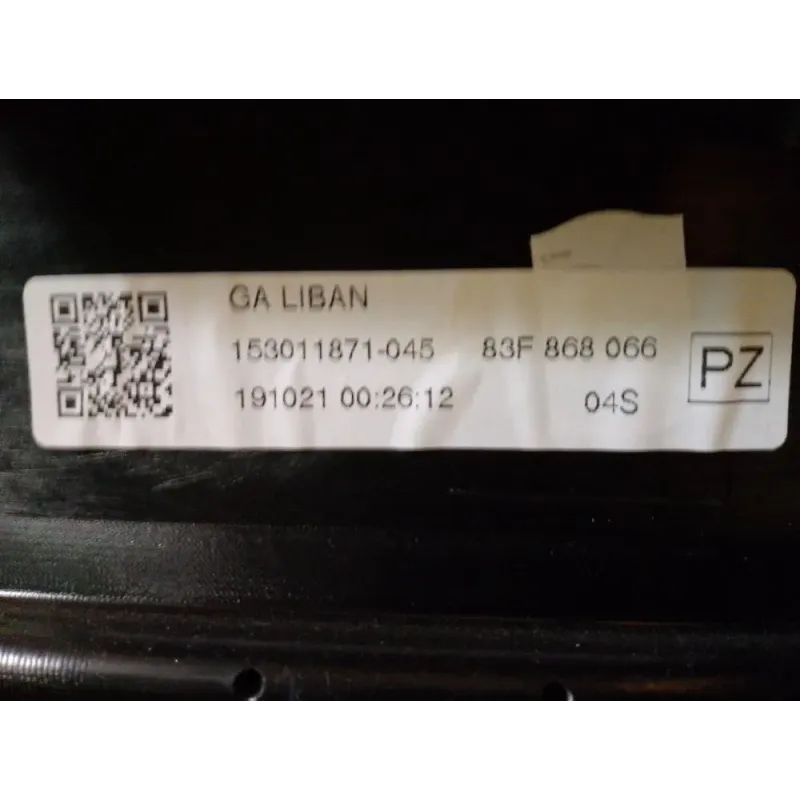 GA LIBAN
153011871-045 83F 868 066
191021 00:26:12 04S
PZ